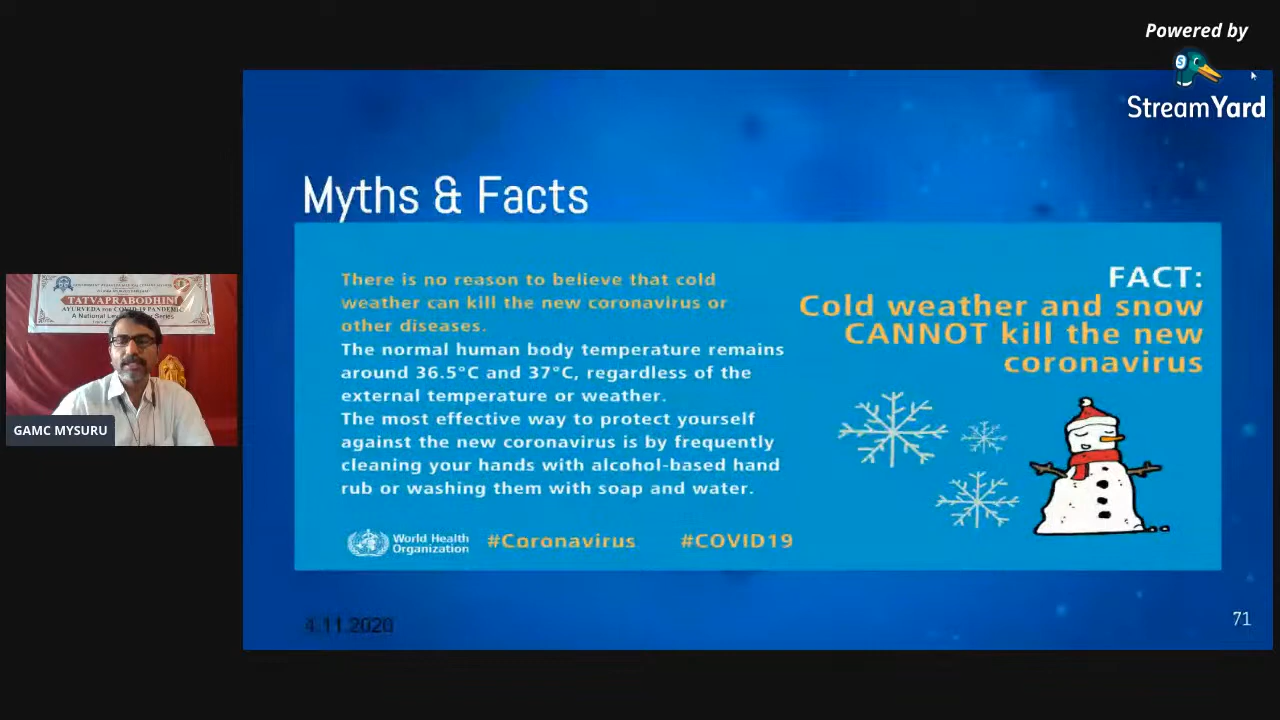 Powered by
StreamYard
Myths & Facts
There is no reason to believe that cold
weather can kill the new coronavirus or
other diseases.
The normal human body temperature remains
around 36.5°C and 37°C, regardless of the
external temperature or weather.
The most effective way to protect yourself
against the new coronavirus is by frequently
cleaning your hands with alcohol-based hand
rub or washing them with soap and water.
World Health
Organization
#Coronavirus #COVID19
FACT:
Cold weather and snow
CANNOT kill the new
coronavirus
TATVAPRABODHINI
AYURVEDA FOR COVID-19 PANDEMIC
A National Series
GAMC MYSURU
4.11.2020
71